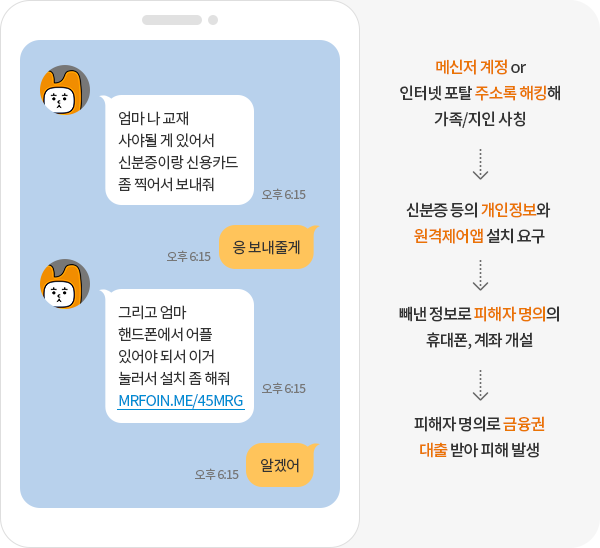 엄마 나 교재
사야될 게 있어서
신분증이랑 신용카드
좀 찍어서 보내줘
오후 6:15
응 보내줄게
오후 6:15
그리고 엄마
핸드폰에서 어플
있어야 되서 이거
눌러서 설치 좀 해줘
MRFOIN.ME/45MRG
오후 6:15
알겠어
오후 6:15
메신저 계정 or
인터넷 포탈 주소록 해킹해
가족/지인 사칭
신분증 등의 개인정보와
원격제어앱 설치 요구
빼낸 정보로 피해자 명의의
휴대폰, 계좌 개설
피해자 명의로 금융권
대출 받아 피해 발생